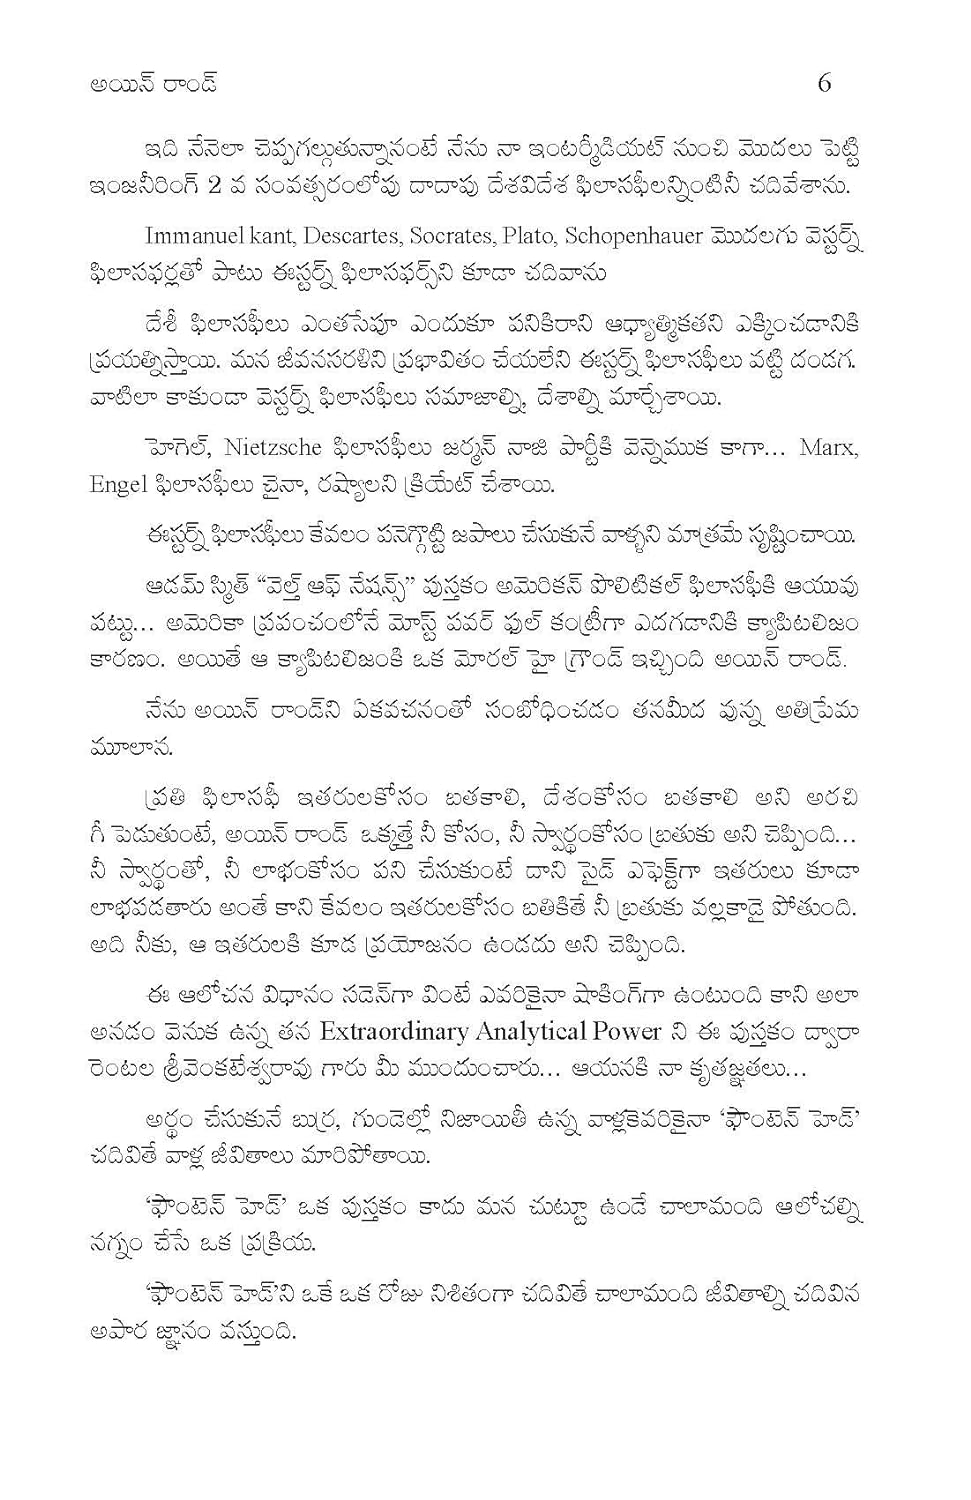 అయిన్ రాండ్ 6
ఇది నేనెలా చెప్పగల్గుతున్నానంటే నేను నా ఇంటర్మీడియట్ నుంచి మొదలు పెట్టి
ఇంజనీరింగ్ 2 వ సంవత్సరంలోపు దాదాపు దేశవిదేశ ఫిలాసఫీలన్నింటినీ చదివేశాను.
Immanuel kant, Descartes, Socrates, Plato, Schopenhauer మొదలగు వెస్టర్న్
ఫిలాసఫర్లతో పాటు ఈస్టర్న్ ఫిలాసఫర్స్‌ని కూడా చదివాను
దేశీ ఫిలాసఫీలు ఎంతసేపూ ఎందుకూ పనికిరాని ఆధ్యాత్మికతని ఎక్కించడానికి
ప్రయత్నిస్తాయి. మన జీవనసరళిని ప్రభావితం చేయలేని ఈస్టర్న్ ఫిలాసఫీలు వట్టి దండగ.
వాటిలా కాకుండా వెస్టర్న్ ఫిలాసఫీలు సమాజాల్ని, దేశాల్ని మార్చేశాయి.
హెగెల్, Nietzsche ఫిలాసఫీలు జర్మన్ నాజి పార్టీకి వెన్నెముక కాగా... Marx,
Engel ఫిలాసఫీలు చైనా, రష్యాలని క్రియేట్ చేశాయి.
ఈస్టర్న్ ఫిలాసఫీలు కేవలం పనెగ్గొట్టి జపాలు చేసుకునే వాళ్ళని మాత్రమే సృష్టించాయి.
ఆడమ్ స్మిత్ “వెల్త్ ఆఫ్ నేషన్స్” పుస్తకం అమెరికన్ పొలిటికల్ ఫిలాసఫీకి ఆయువు
పట్టు... అమెరికా ప్రపంచంలోనే మోస్ట్ పవర్ ఫుల్ కంట్రీగా ఎదగడానికి క్యాపిటలిజం
కారణం. అయితే ఆ క్యాపిటలిజంకి ఒక మోరల్ హై గ్రౌండ్ ఇచ్చింది అయిన్ రాండ్.
నేను అయిన్ రాండ్‌ని ఏకవచనంతో సంబోధించడం తనమీద వున్న అతిప్రేమ
మూలాన.
ప్రతి ఫిలాసఫీ ఇతరులకోసం బతకాలి, దేశంకోసం బతకాలి అని అరచి
గీ పెడుతుంటే, అయిన్ రాండ్ ఒక్కత్తే నీ కోసం, నీ స్వార్థంకోసం బ్రతుకు అని చెప్పింది...
నీ స్వార్థంతో, నీ లాభంకోసం పని చేసుకుంటే దాని సైడ్ ఎఫెక్ట్‌గా ఇతరులు కూడా
లాభపడతారు అంతే కాని కేవలం ఇతరులకోసం బతికితే నీ బ్రతుకు వల్లకాడై పోతుంది.
అది నీకు, ఆ ఇతరులకి కూడ ప్రయోజనం ఉండదు అని చెప్పింది.
ఈ ఆలోచన విధానం సడెన్‌గా వింటే ఎవరికైనా షాకింగ్‌గా ఉంటుంది కాని అలా
అనడం వెనుక ఉన్న తన Extraordinary Analytical Power ని ఈ పుస్తకం ద్వారా
రెంటల శ్రీవెంకటేశ్వరావు గారు మీ ముందుంచారు... ఆయనకి నా కృతజ్ఞతలు...
అర్థం చేసుకునే బుర్ర, గుండెల్లో నిజాయితీ ఉన్న వాళ్లకెవరికైనా ‘ఫౌంటెన్ హెడ్’
చదివితే వాళ్ల జీవితాలు మారిపోతాయి.
‘ఫౌంటెన్ హెడ్’ ఒక పుస్తకం కాదు మన చుట్టూ ఉండే చాలామంది ఆలోచల్ని
నగ్నం చేసే ఒక ప్రక్రియ.
‘ఫౌంటెన్ హెడ్’ని ఒకే ఒక రోజు నిశితంగా చదివితే చాలామంది జీవితాల్ని చదివిన
అపార జ్ఞానం వస్తుంది.